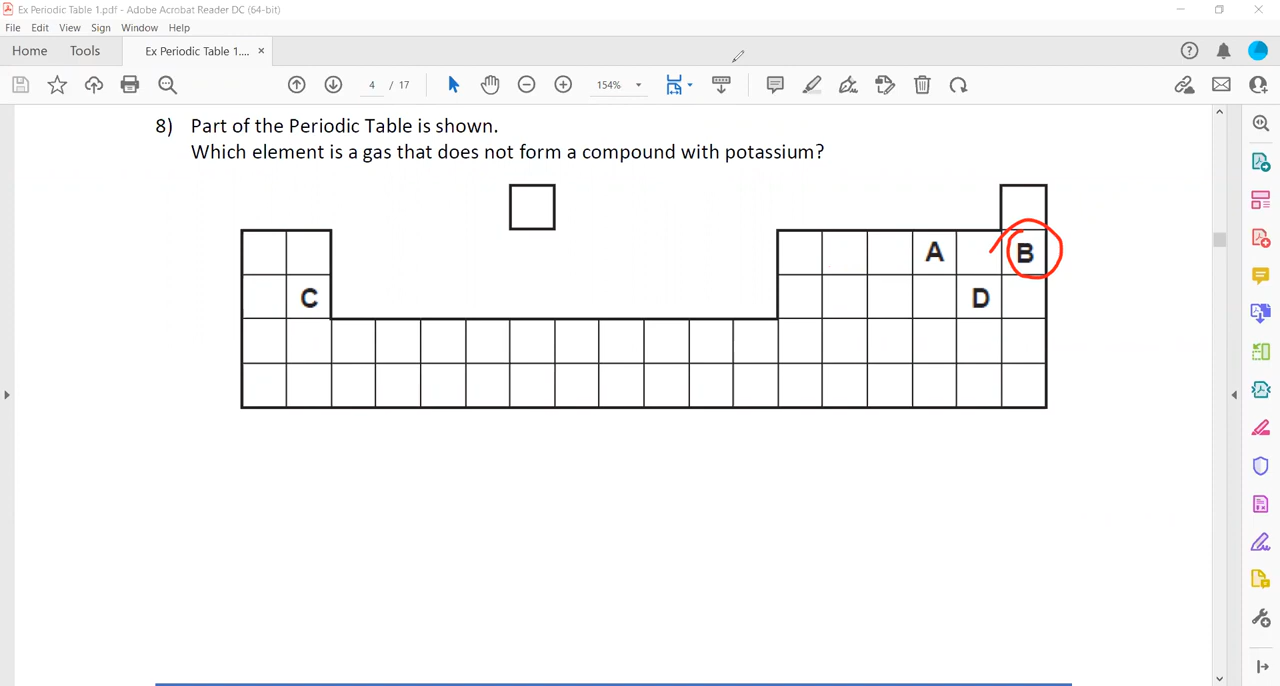 Ex Periodic Table 1.pdf - Adobe Acrobat Reader DC (64-bit)
File Edit View Sign Window Help
Home Tools Ex Periodic Table 1.... ×
4 / 17 154%
8) Part of the Periodic Table is shown.
Which element is a gas that does not form a compound with potassium?
A B
C D